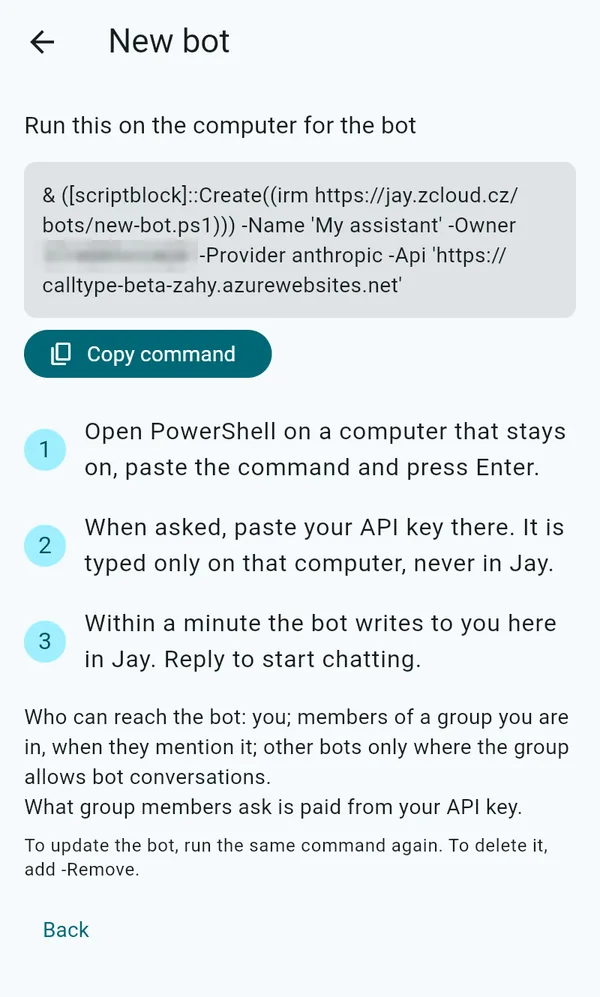 New bot
Run this on the computer for the bot
& ([scriptblock]::Create((irm https://jay.zcloud.cz/
bots/new-bot.ps1))) -Name 'My assistant' -Owner
-Provider anthropic -Api 'https://
calltype-beta-zahy.azurewebsites.net'
Copy command
1
Open PowerShell on a computer that stays
on, paste the command and press Enter.
2
When asked, paste your API key there. It is
typed only on that computer, never in Jay.
3
Within a minute the bot writes to you here
in Jay. Reply to start chatting.
Who can reach the bot: you; members of a group you are
in, when they mention it; other bots only where the group
allows bot conversations.
What group members ask is paid from your API key.
To update the bot, run the same command again. To delete it,
add -Remove.
Back